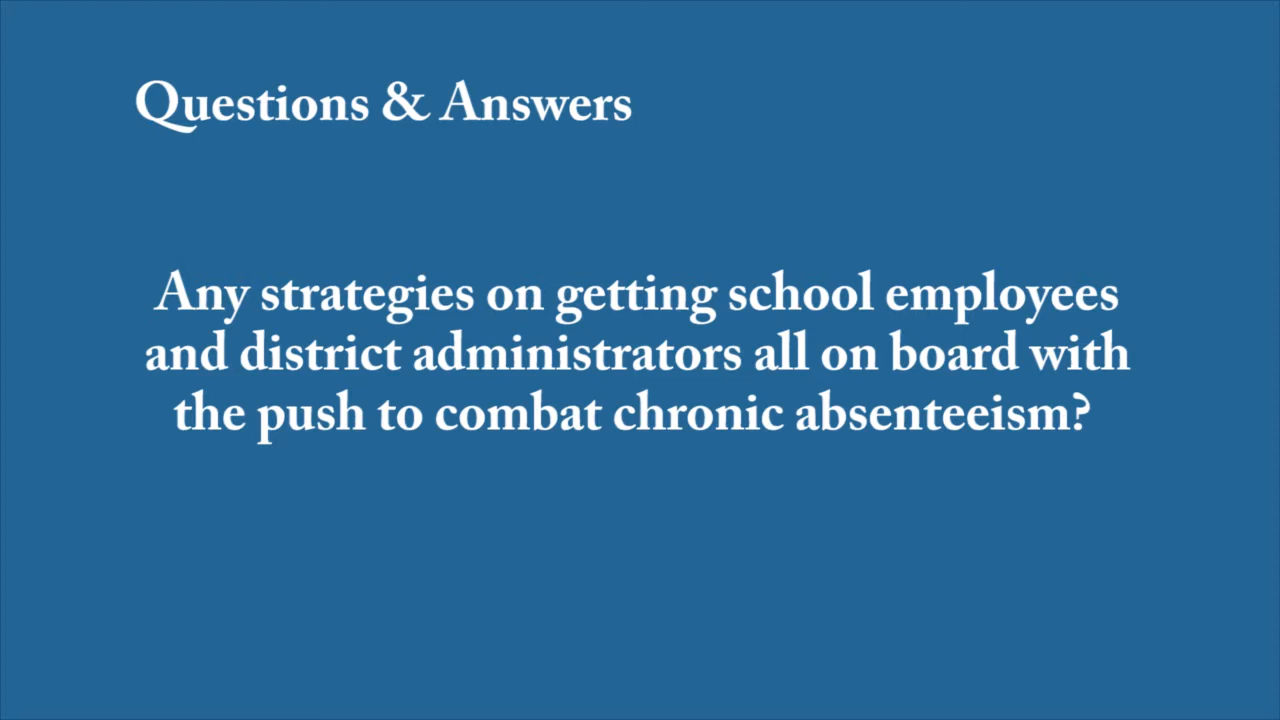 Questions & Answers
Any strategies on getting school employees
and district administrators all on board with
the push to combat chronic absenteeism?